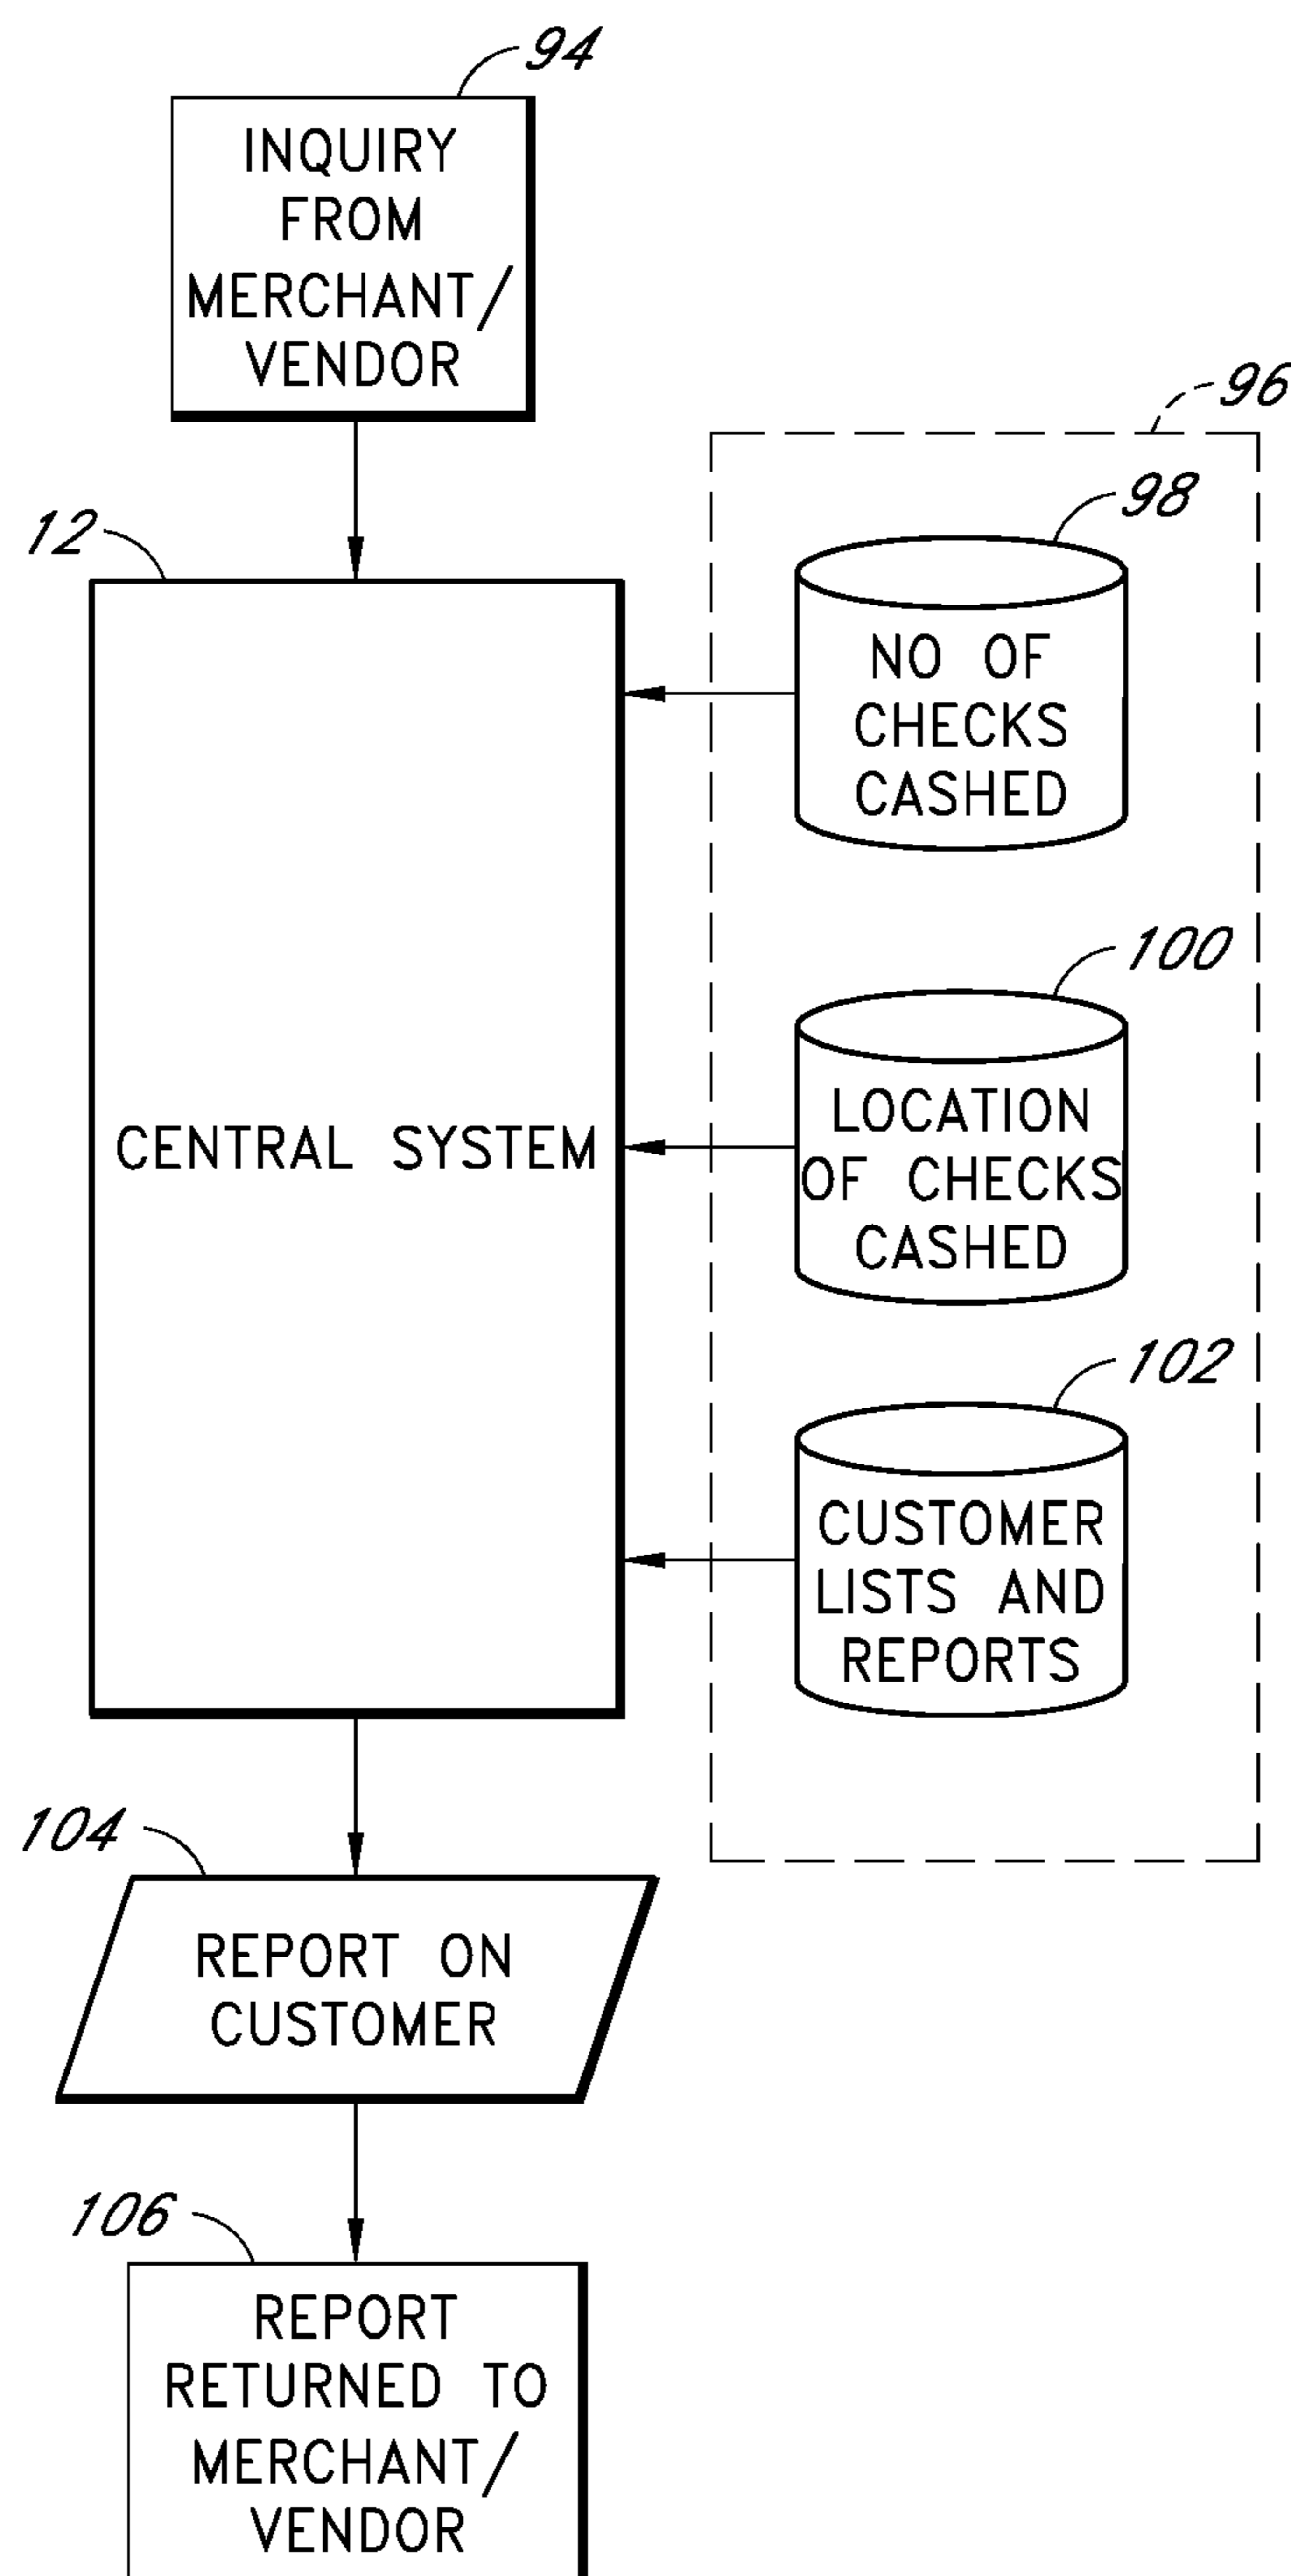 94
INQUIRY
FROM
MERCHANT/
VENDOR
96
98
12
NO OF
CHECKS
CASHED
100
LOCATION
OF CHECKS
CASHED
CENTRAL SYSTEM
102
CUSTOMER
LISTS AND
REPORTS
104
REPORT ON
CUSTOMER
106
REPORT
RETURNED TO
MERCHANT/
VENDOR